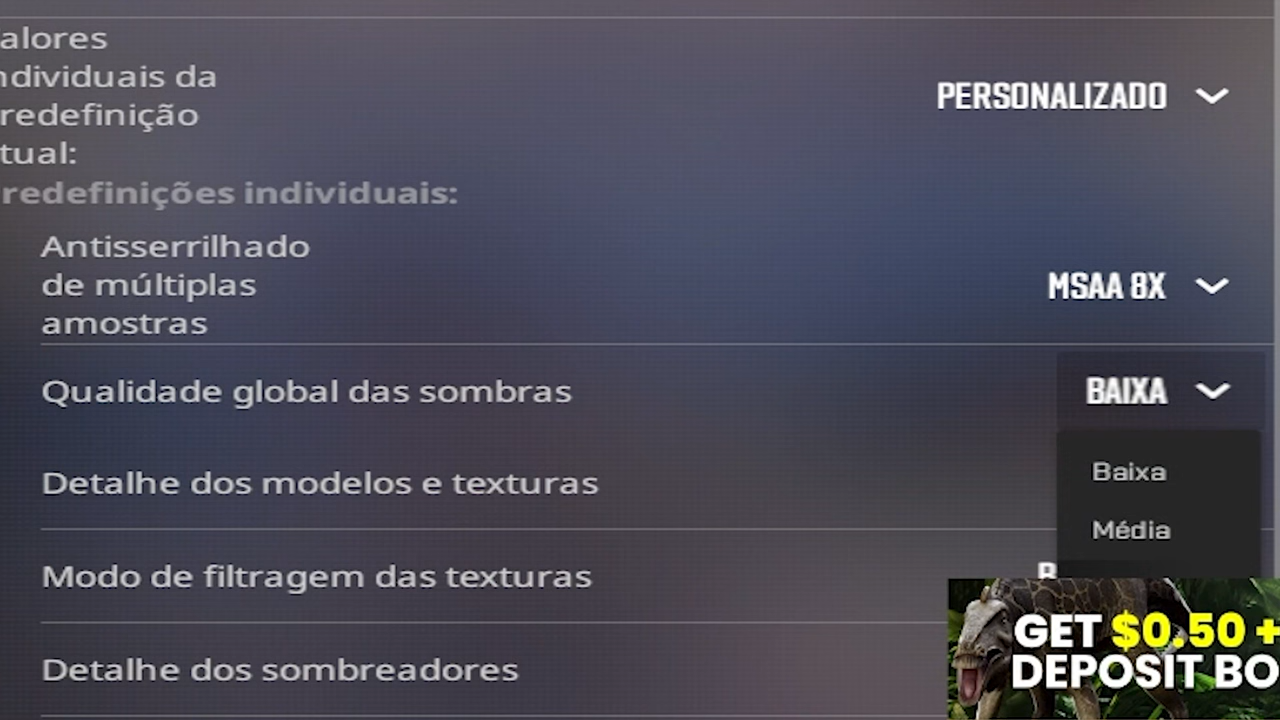 alores
ndividuais da
redefinição
tual:
PERSONALIZADO
redefinições individuais:
Antisserrilhado
de múltiplas
amostras
MSAA 8X
Qualidade global das sombras
BAIXA
Baixa
Detalhe dos modelos e texturas
Média
Modo de filtragem das texturas
B
GET $0.50 +
DEPOSIT BO
Detalhe dos sombreadores